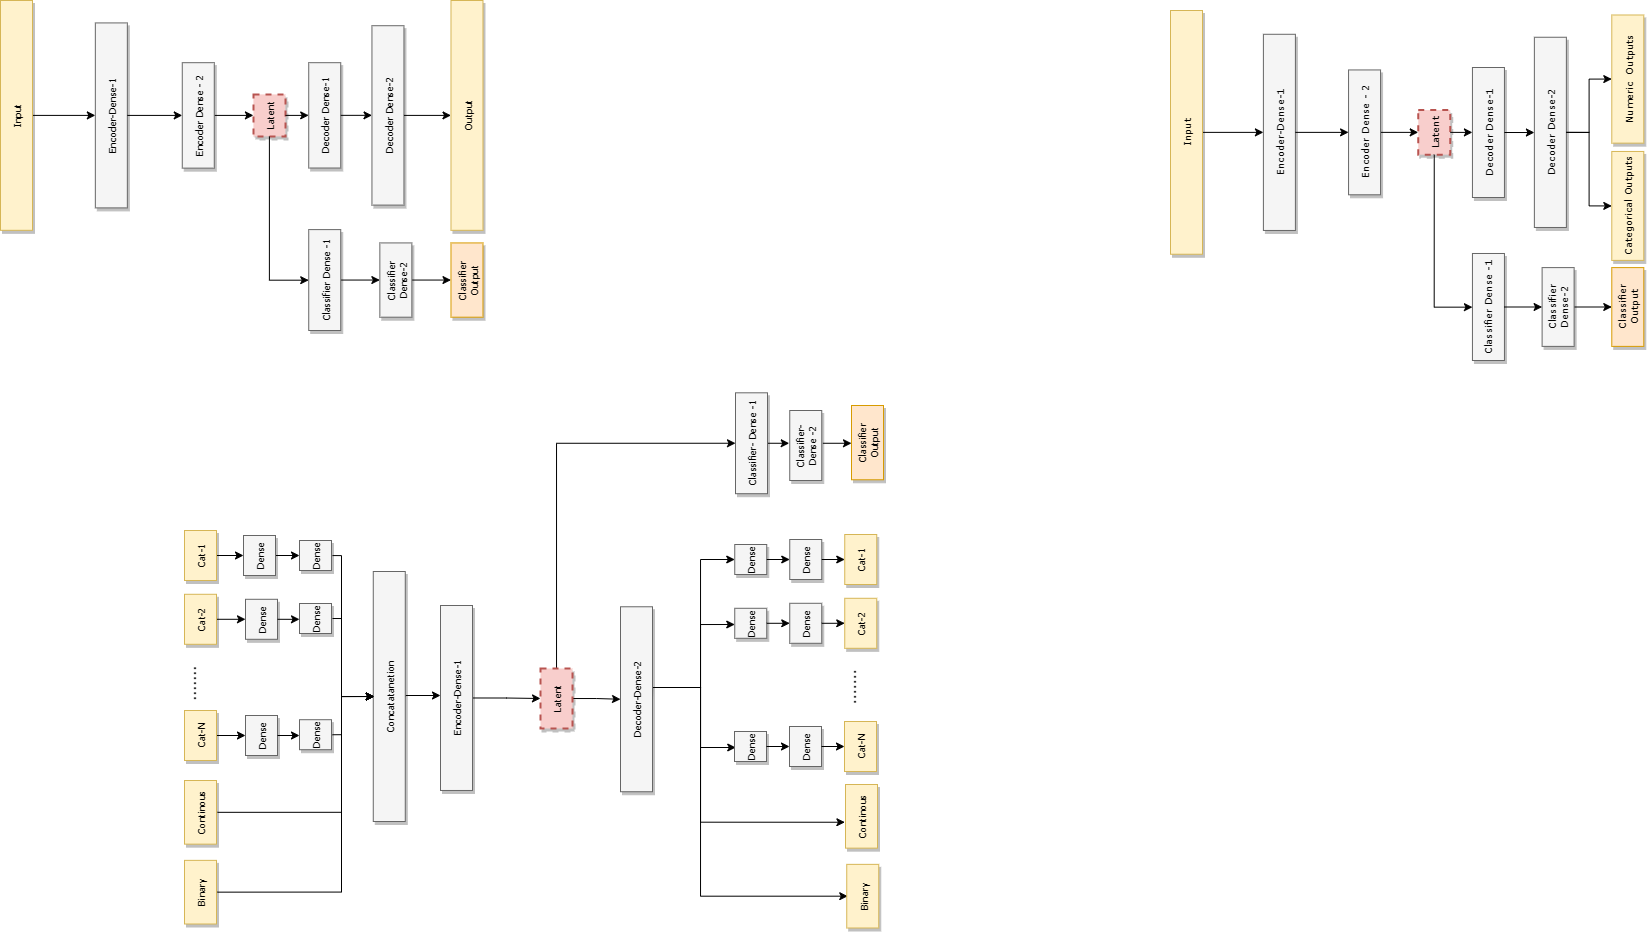 Input
Encoder-Dense-1
Encoder Dense - 2
Latent
Decoder Dense-1
Decoder Dense-2
Output
Classifier Dense -1
Classifier
Dense-2
Classifier
Output
Input
Encoder-Dense-1
Encoder Dense - 2
Latent
Decoder Dense-1
Decoder Dense-2
Numeric Outputs
Categorical Outputs
Classifier Dense -1
Classifier
Dense-2
Classifier
Output
Classifier- Dense -1
Classifier-
Dense -2
Classifier
Output
Cat-1
Dense
Dense
Cat-2
Dense
Dense
.......
Cat-N
Dense
Dense
Continous
Binary
Concatanetion
Encoder-Dense-1
Latent
Decoder-Dense-2
Dense
Dense
Cat-1
Dense
Dense
Cat-2
.......
Dense
Dense
Cat-N
Continous
Binary